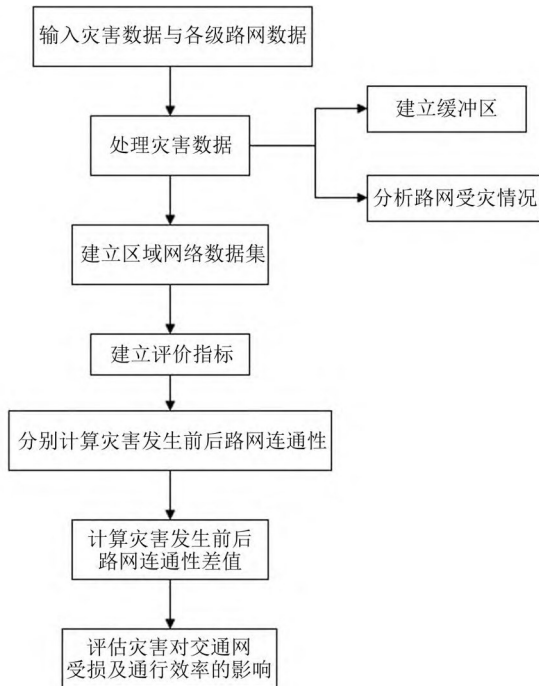 输入灾害数据与各级路网数据
建立缓冲区
处理灾害数据
分析路网受灾情况
建立区域网络数据集
建立评价指标
分别计算灾害发生前后路网连通性
计算灾害发生前后
路网连通性差值
评估灾害对交通网
受损及通行效率的影响